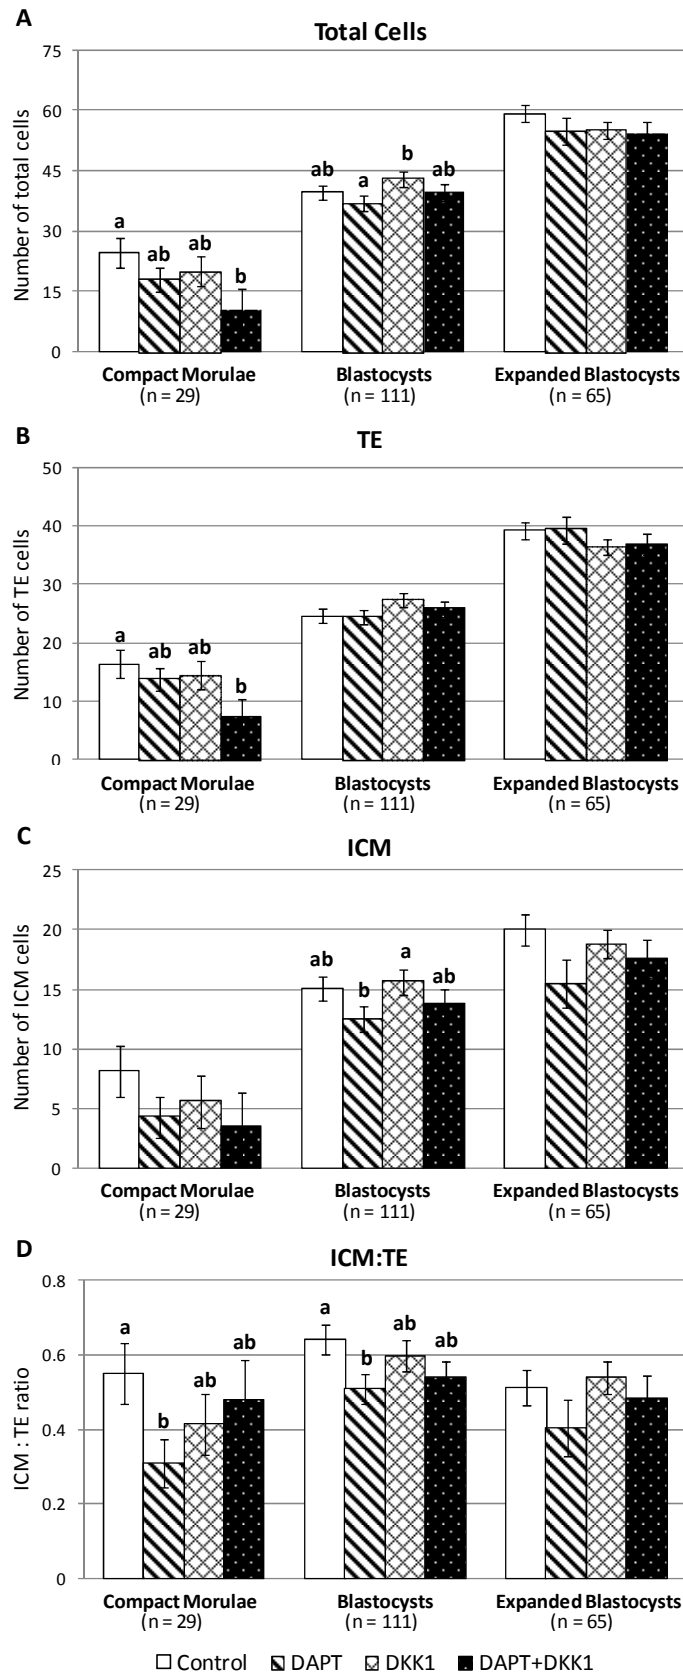 A
Total Cells
Number of total cells
75
60
45
30
15
0
a
ab
ab
b
ab
a
b
ab
Compact Morulae
(n = 29)
Blastocysts
(n = 111)
Expanded Blastocysts
(n = 65)
B
TE
Number of TE cells
50
40
30
20
10
0
a
ab
ab
b
Compact Morulae
(n = 29)
Blastocysts
(n = 111)
Expanded Blastocysts
(n = 65)
C
ICM
Number of ICM cells
25
20
15
10
5
0
ab
b
a
ab
Compact Morulae
(n = 29)
Blastocysts
(n = 111)
Expanded Blastocysts
(n = 65)
D
ICM:TE
ICM : TE ratio
0.8
0.6
0.4
0.2
0
a
b
ab
ab
a
b
ab
ab
Compact Morulae
(n = 29)
Blastocysts
(n = 111)
Expanded Blastocysts
(n = 65)
Control DAPT DKK1 DAPT+DKK1